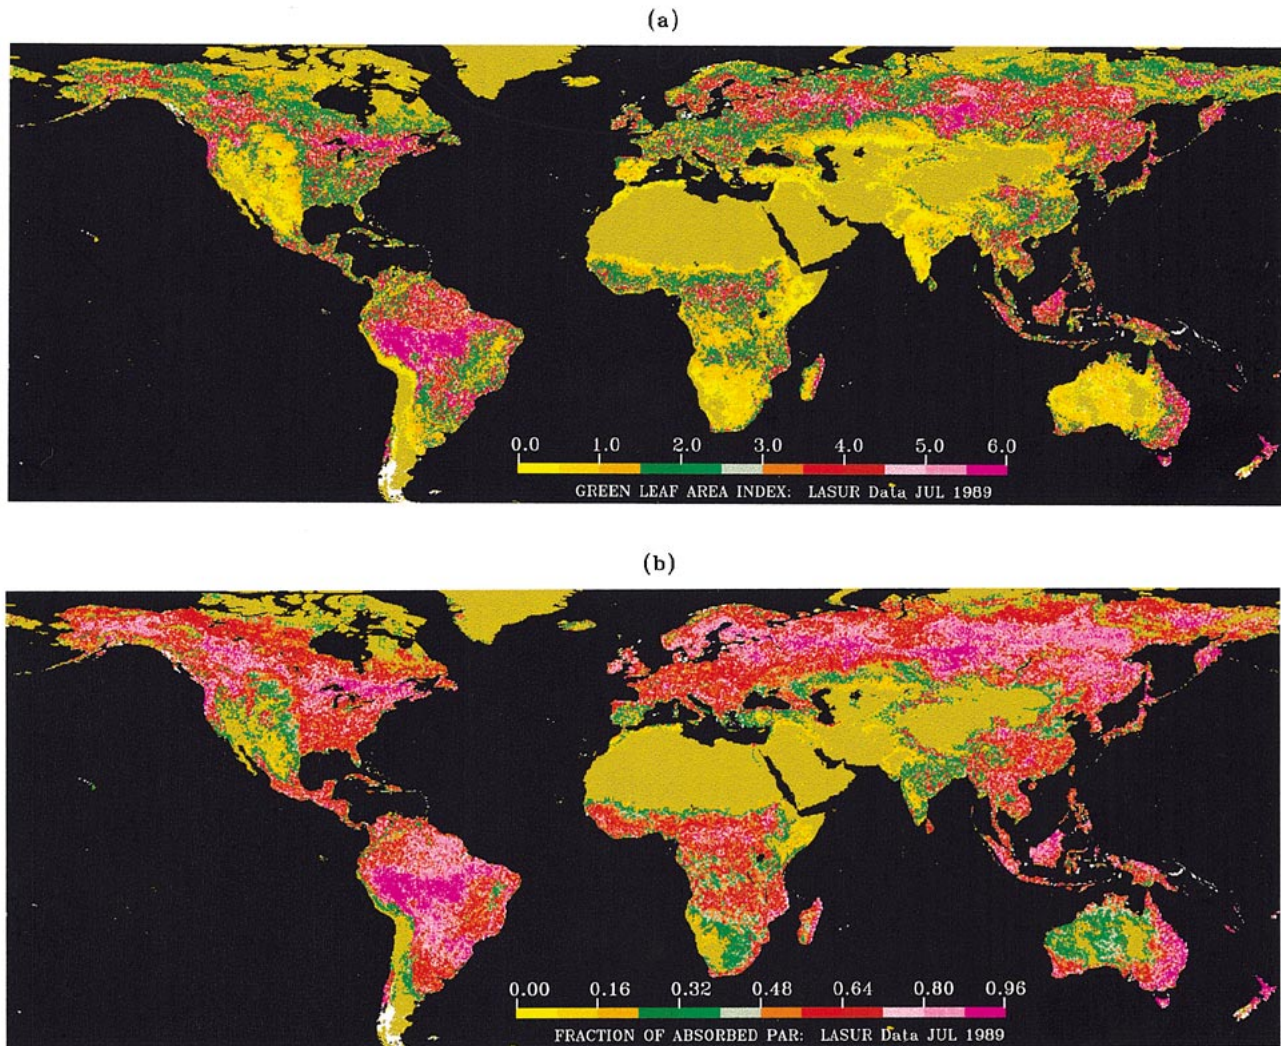 (a)
0.0 1.0 2.0 3.0 4.0 5.0 6.0
GREEN LEAF AREA INDEX: LASUR Data JUL 1989
(b)
0.00 0.16 0.32 0.48 0.64 0.80 0.96
FRACTION OF ABSORBED PAR: LASUR Data JUL 1989